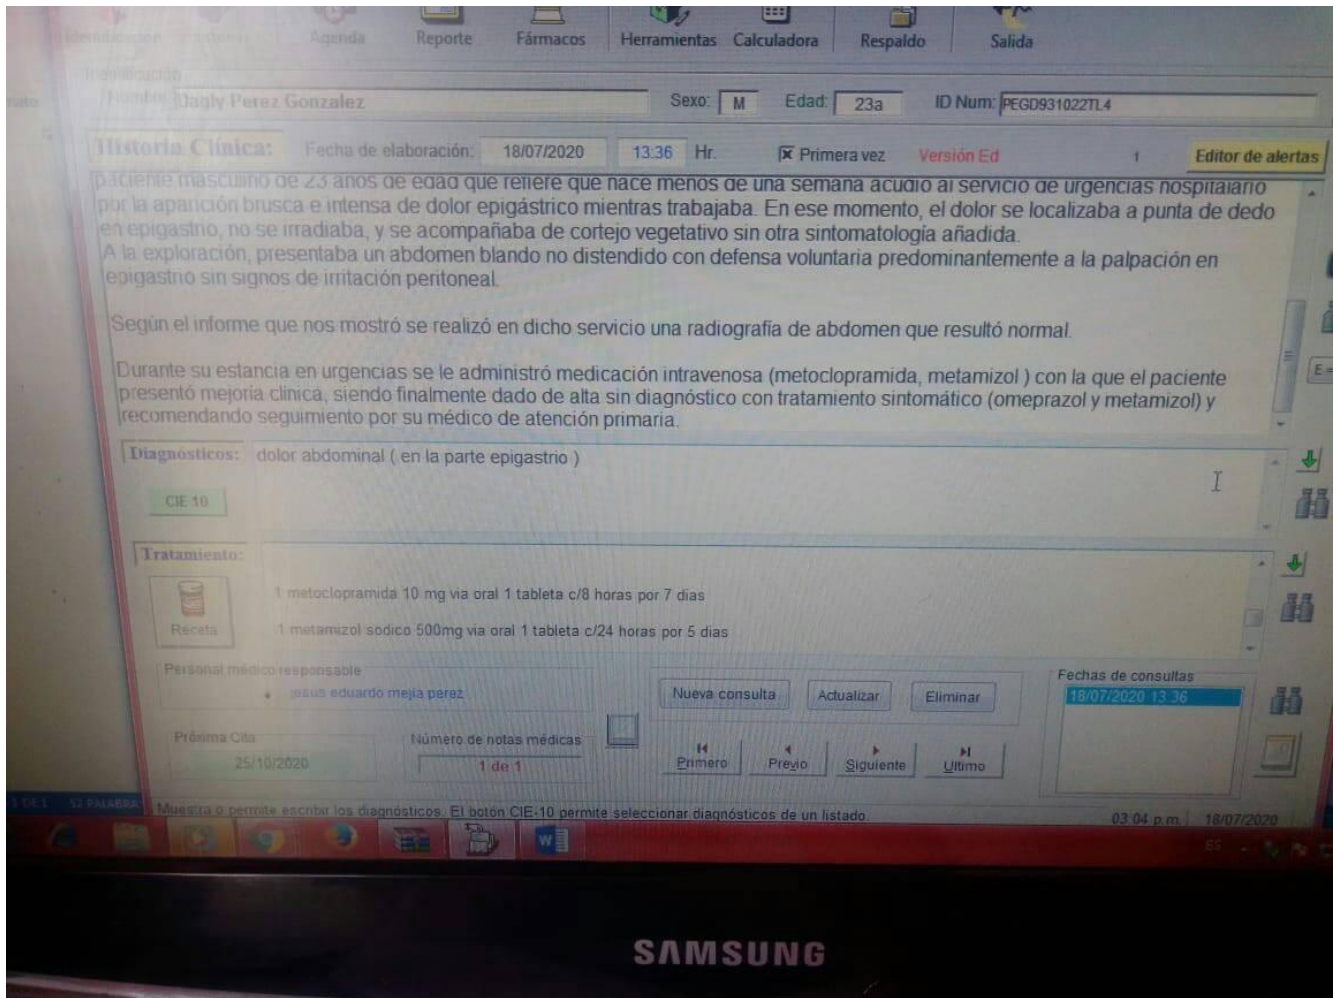 Agenda Reporte Fármacos Herramientas Calculadora Respaldo Salida
Nombre Dagly Perez Gonzalez Sexo: M Edad: 23a ID Num: PEGD931022TL4
Historia Clínica: Fecha de elaboración: 18/07/2020 13:36 Hr. Primera vez Versión Ed 1 Editor de alertas
paciente masculino de 23 años de edad que refiere que hace menos de una semana acudió al servicio de urgencias hospitalario
por la aparición brusca e intensa de dolor epigástrico mientras trabajaba. En ese momento, el dolor se localizaba a punta de dedo
en epigastrio, no se irradiaba, y se acompañaba de cortejo vegetativo sin otra sintomatología añadida.
A la exploración, presentaba un abdomen blando no distendido con defensa voluntaria predominantemente a la palpación en
epigastrio sin signos de irritación peritoneal.
Según el informe que nos mostró se realizó en dicho servicio una radiografía de abdomen que resultó normal.
Durante su estancia en urgencias se le administró medicación intravenosa (metoclopramida, metamizol ) con la que el paciente
presentó mejoría clínica, siendo finalmente dado de alta sin diagnóstico con tratamiento sintomático (omeprazol y metamizol) y
recomendando seguimiento por su médico de atención primaria.
Diagnósticos: dolor abdominal ( en la parte epigastrio )
CIE 10
Tratamiento:
1 metoclopramida 10 mg via oral 1 tableta c/8 horas por 7 dias
Receta
1 metamizol sodico 500mg via oral 1 tableta c/24 horas por 5 dias
Personal médico responsable
jesus eduardo mejia perez
Nueva consulta Actualizar Eliminar
Fechas de consultas
18/07/2020 13:36
Próxima Cita
25/10/2020
Número de notas médicas
1 de 1
Primero Previo Siguiente Ultimo
Muestra o permite escribir los diagnósticos. El botón CIE-10 permite seleccionar diagnósticos de un listado.
03:04 p.m. 18/07/2020
ES
SAMSUNG